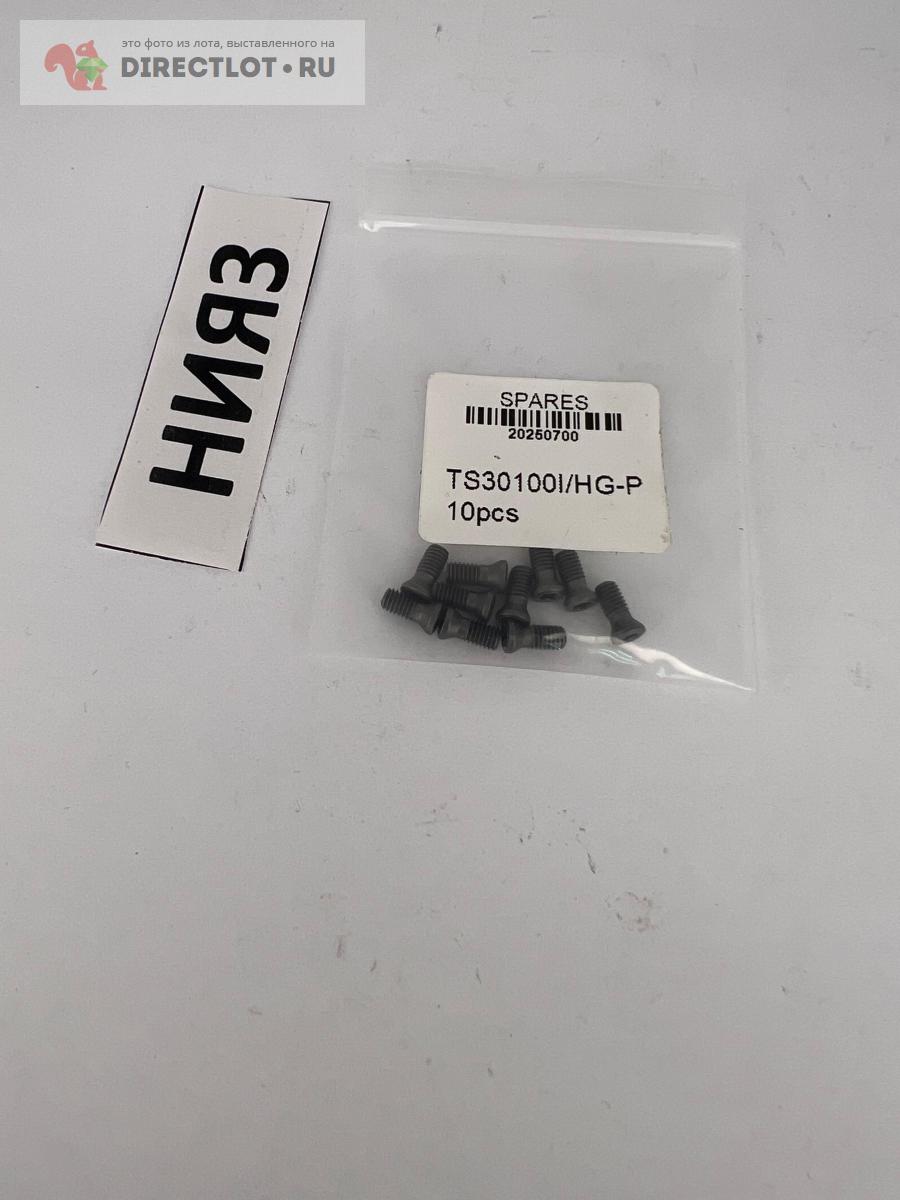 это фото из лота, выставленного на
DIRECTLOT•RU
НИЯЗ
SPARES
20250700
TS30100I/HG-P
10pcs